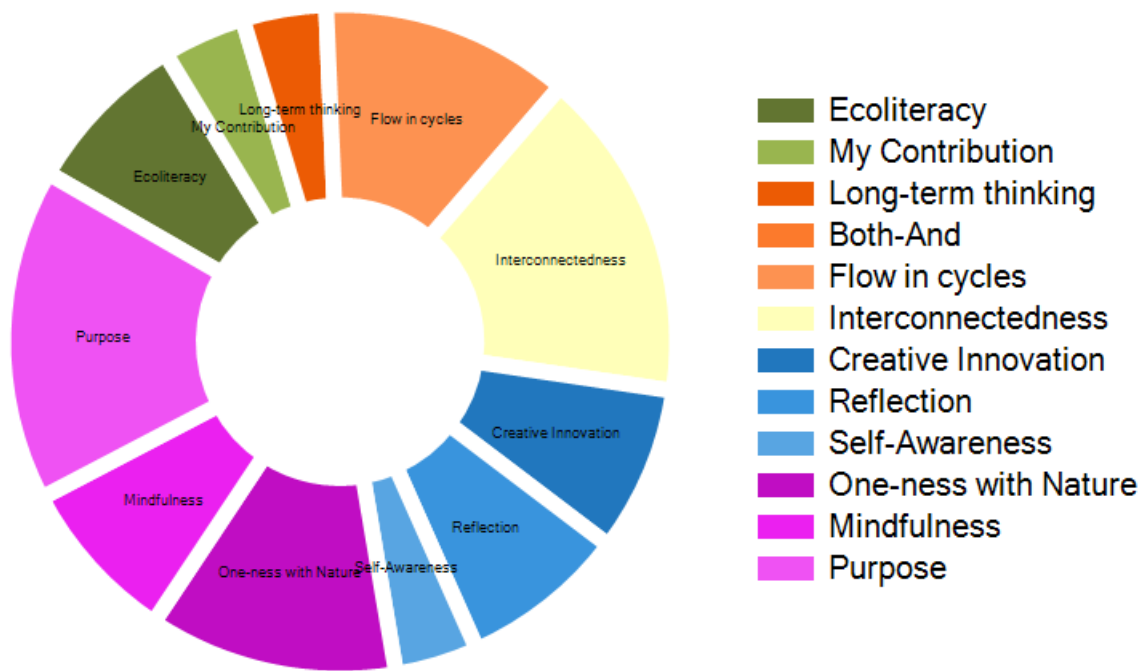 Long-term thinking
My Contribution
Flow in cycles
Ecoliteracy
Interconnectedness
Purpose
Creative Innovation
Mindfulness
Reflection
One-ness with Nature
Self-Awareness
Ecoliteracy
My Contribution
Long-term thinking
Both-And
Flow in cycles
Interconnectedness
Creative Innovation
Reflection
Self-Awareness
One-ness with Nature
Mindfulness
Purpose